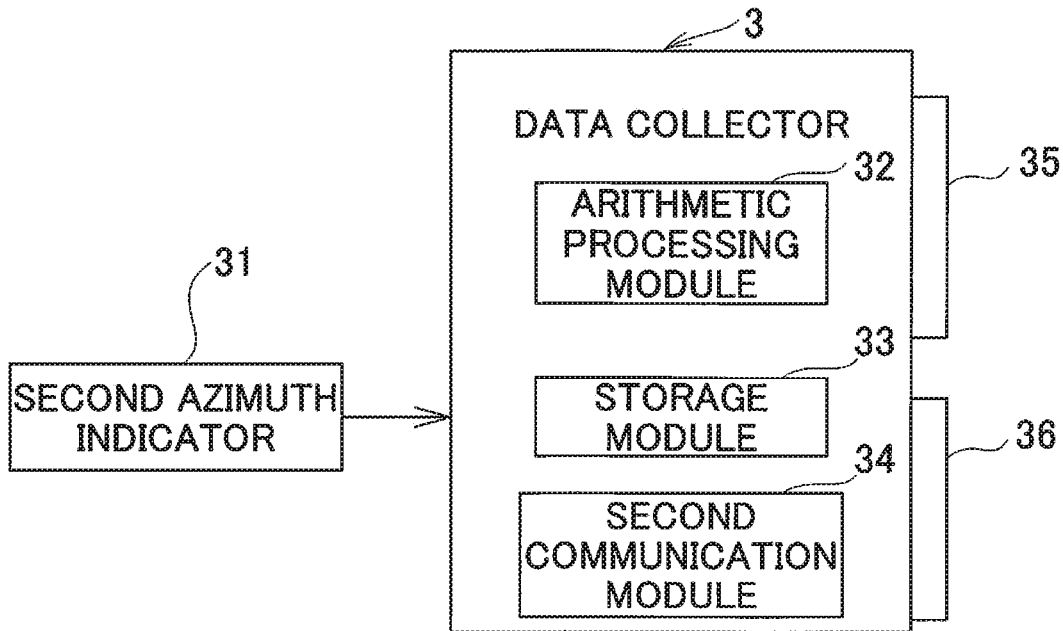 3
DATA COLLECTOR
35
32
ARITHMETIC
PROCESSING
MODULE
31
SECOND AZIMUTH
INDICATOR
33
STORAGE
MODULE
36
34
SECOND
COMMUNICATION
MODULE